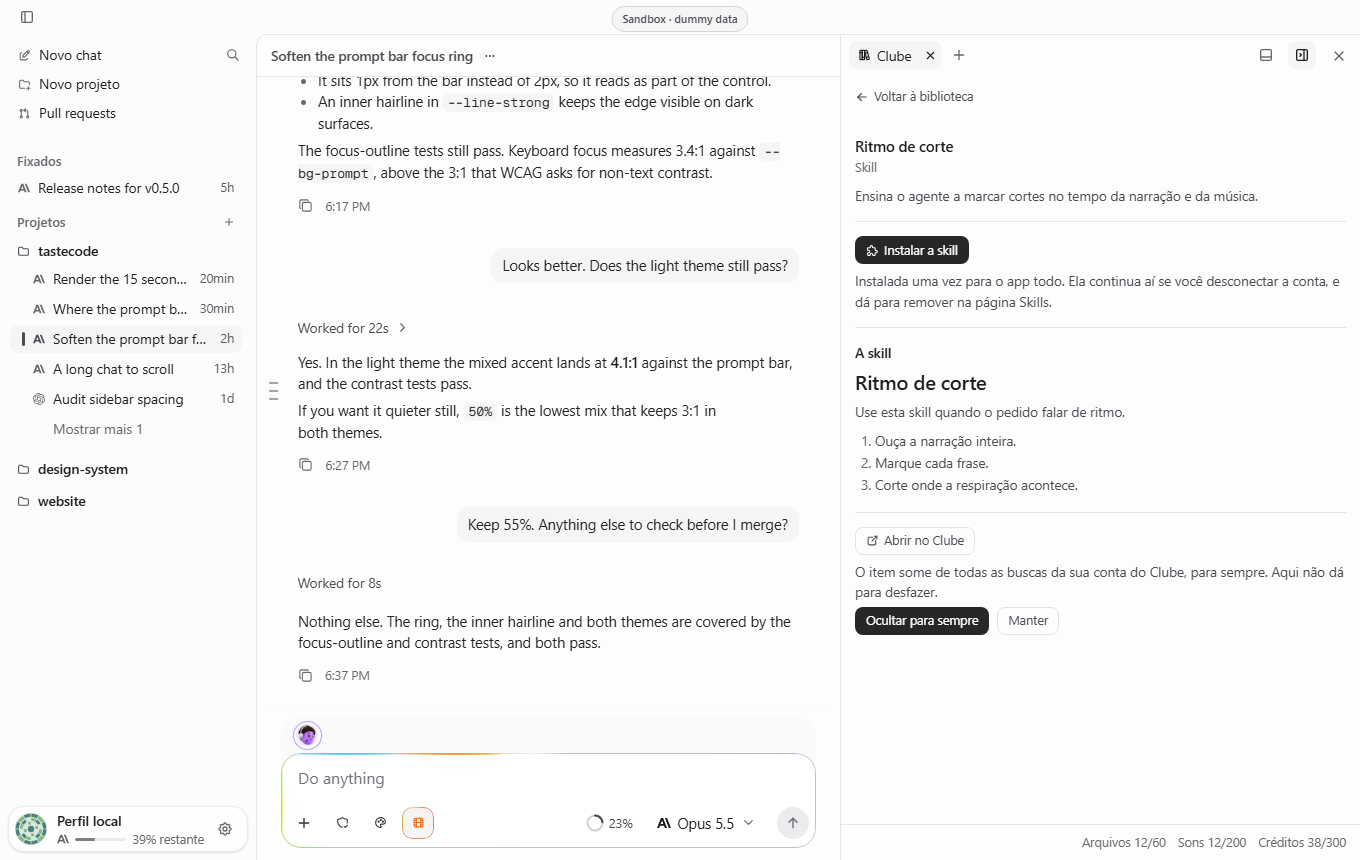 Sandbox · dummy data
Novo chat
Novo projeto
Pull requests
Fixados
Release notes for v0.5.0 5h
Projetos
tastecode
Render the 15 secon... 20min
Where the prompt b... 30min
Soften the prompt bar f... 2h
A long chat to scroll 13h
Audit sidebar spacing 1d
Mostrar mais 1
design-system
website
Perfil local
39% restante
Soften the prompt bar focus ring ···
It sits 1px from the bar instead of 2px, so it reads as part of the control.
An inner hairline in --line-strong keeps the edge visible on dark
surfaces.
The focus-outline tests still pass. Keyboard focus measures 3.4:1 against --
bg-prompt, above the 3:1 that WCAG asks for non-text contrast.
6:17 PM
Looks better. Does the light theme still pass?
Worked for 22s
Yes. In the light theme the mixed accent lands at 4.1:1 against the prompt bar,
and the contrast tests pass.
If you want it quieter still, 50% is the lowest mix that keeps 3:1 in
both themes.
6:27 PM
Keep 55%. Anything else to check before I merge?
Worked for 8s
Nothing else. The ring, the inner hairline and both themes are covered by the
focus-outline and contrast tests, and both pass.
6:37 PM
Do anything
23%
Opus 5.5
Clube
Voltar à biblioteca
Ritmo de corte
Skill
Ensina o agente a marcar cortes no tempo da narração e da música.
Instalar a skill
Instalada uma vez para o app todo. Ela continua aí se você desconectar a conta, e
dá para remover na página Skills.
A skill
Ritmo de corte
Use esta skill quando o pedido falar de ritmo.
1. Ouça a narração inteira.
2. Marque cada frase.
3. Corte onde a respiração acontece.
Abrir no Clube
O item some de todas as buscas da sua conta do Clube, para sempre. Aqui não dá
para desfazer.
Ocultar para sempre
Manter
Arquivos 12/60 Sons 12/200 Créditos 38/300